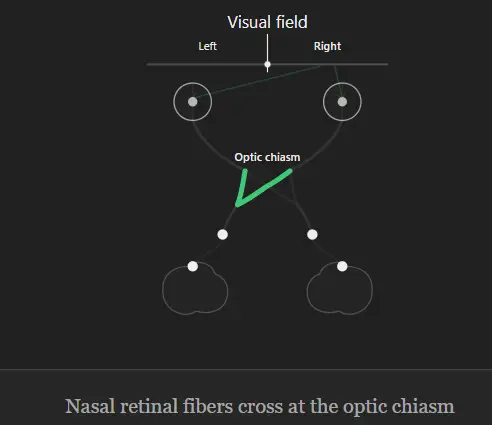 Visual field
Left Right
Optic chiasm
Nasal retinal fibers cross at the optic chiasm